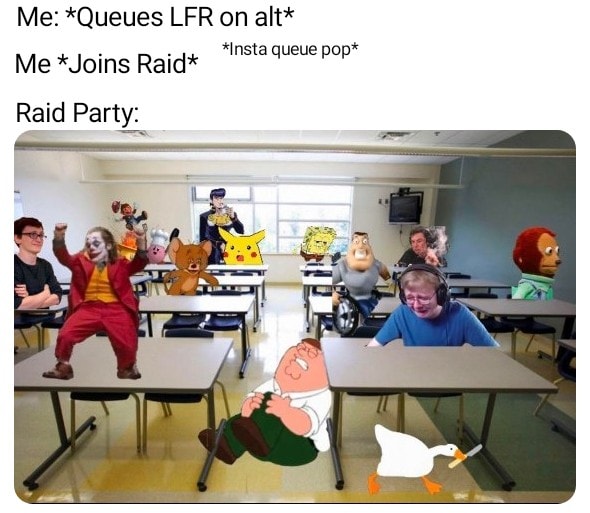 Me: *Queues LFR on alt*
*Insta queue pop*
Me *Joins Raid*
Raid Party: